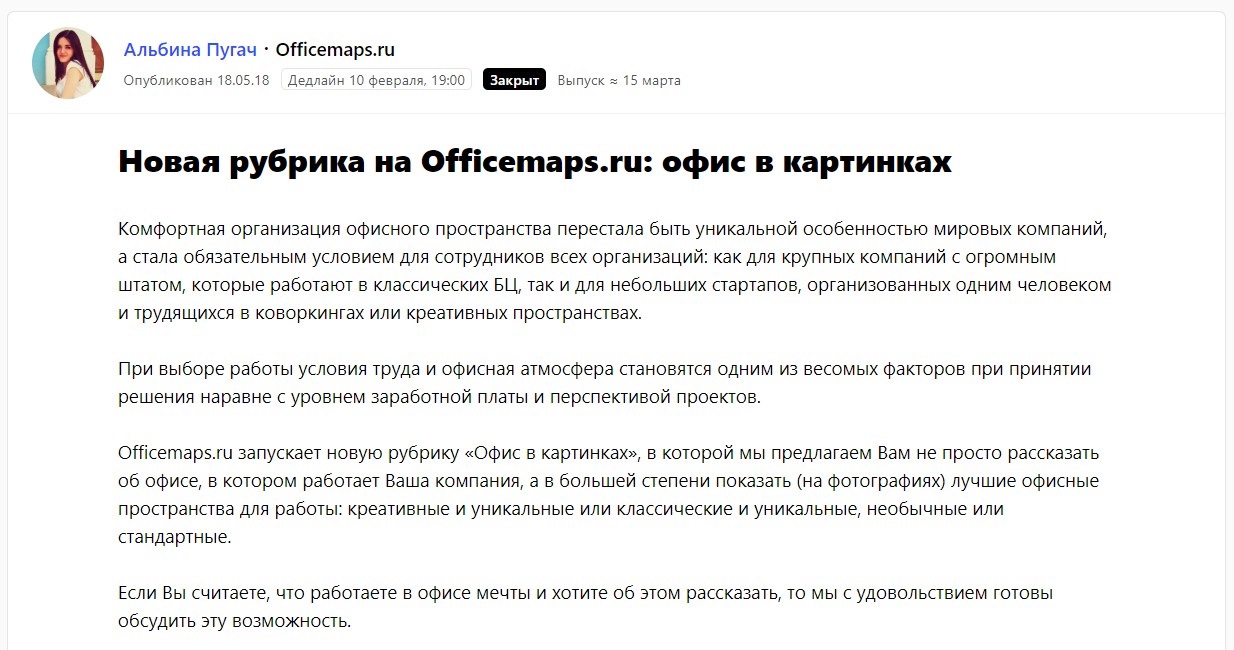 Альбина Пугач · Officemaps.ru
Опубликован 18.05.18 Дедлайн 10 февраля, 19:00 Закрыт Выпуск ≈ 15 марта
Новая рубрика на Officemaps.ru: офис в картинках
Комфортная организация офисного пространства перестала быть уникальной особенностью мировых компаний,
а стала обязательным условием для сотрудников всех организаций: как для крупных компаний с огромным
штатом, которые работают в классических БЦ, так и для небольших стартапов, организованных одним человеком
и трудящихся в коворкингах или креативных пространствах.
При выборе работы условия труда и офисная атмосфера становятся одним из весомых факторов при принятии
решения наравне с уровнем заработной платы и перспективой проектов.
Officemaps.ru запускает новую рубрику «Офис в картинках», в которой мы предлагаем Вам не просто рассказать
об офисе, в котором работает Ваша компания, а в большей степени показать (на фотографиях) лучшие офисные
пространства для работы: креативные и уникальные или классические и уникальные, необычные или
стандартные.
Если Вы считаете, что работаете в офисе мечты и хотите об этом рассказать, то мы с удовольствием готовы
обсудить эту возможность.